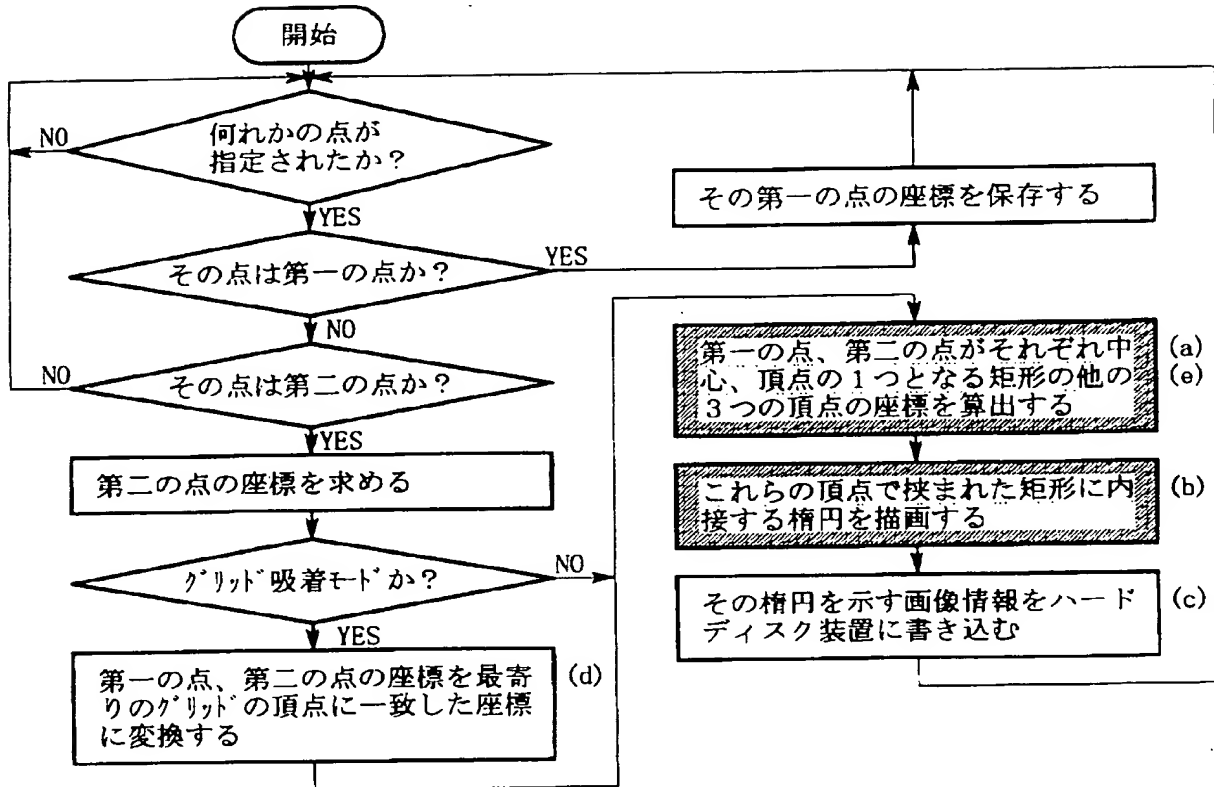 開始
何れかの点が
指定されたか？
NO
YES
その点は第一の点か？
YES
NO
その第一の点の座標を保存する
その点は第二の点か？
NO
YES
第二の点の座標を求める
ｸﾞﾘｯﾄﾞ吸着ﾓｰﾄﾞか？
NO
YES
第一の点、第二の点の座標を最寄
りのｸﾞﾘｯﾄﾞの頂点に一致した座標
に変換する
(d)
第一の点、第二の点がそれぞれ中
心、頂点の１つとなる矩形の他の
３つの頂点の座標を算出する
(a)
(e)
これらの頂点で挟まれた矩形に内
接する楕円を描画する
(b)
その楕円を示す画像情報をハード
ディスク装置に書き込む
(c)